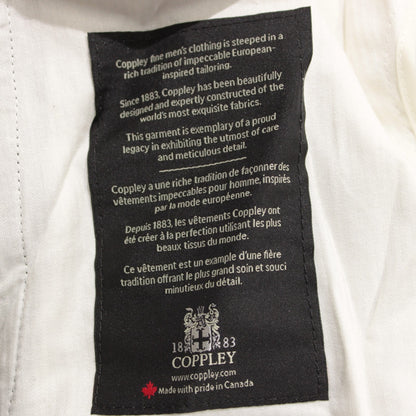 Coppley fine men's clothing is steeped in a
rich tradition of impeccable European-
inspired tailoring.
Since 1883, Coppley has been beautifully
designed and expertly constructed of the
world's most exquisite fabrics.
This garment is exemplary of a proud
legacy in exhibiting the utmost of care
and meticulous detail.
Coppley a une riche tradition de façonner des
vêtements impeccables pour homme, inspirés
par la mode européenne.
Depuis 1883, les vêtements Coppley ont
été créer à la perfection utilisant les plus
beaux tissus du monde.
Ce vêtement est un example d'une fière
tradition offrant le plus grand soin et souci
minutieux du détail.
18 83
COPPLEY
www.coppley.com
Made with pride in Canada